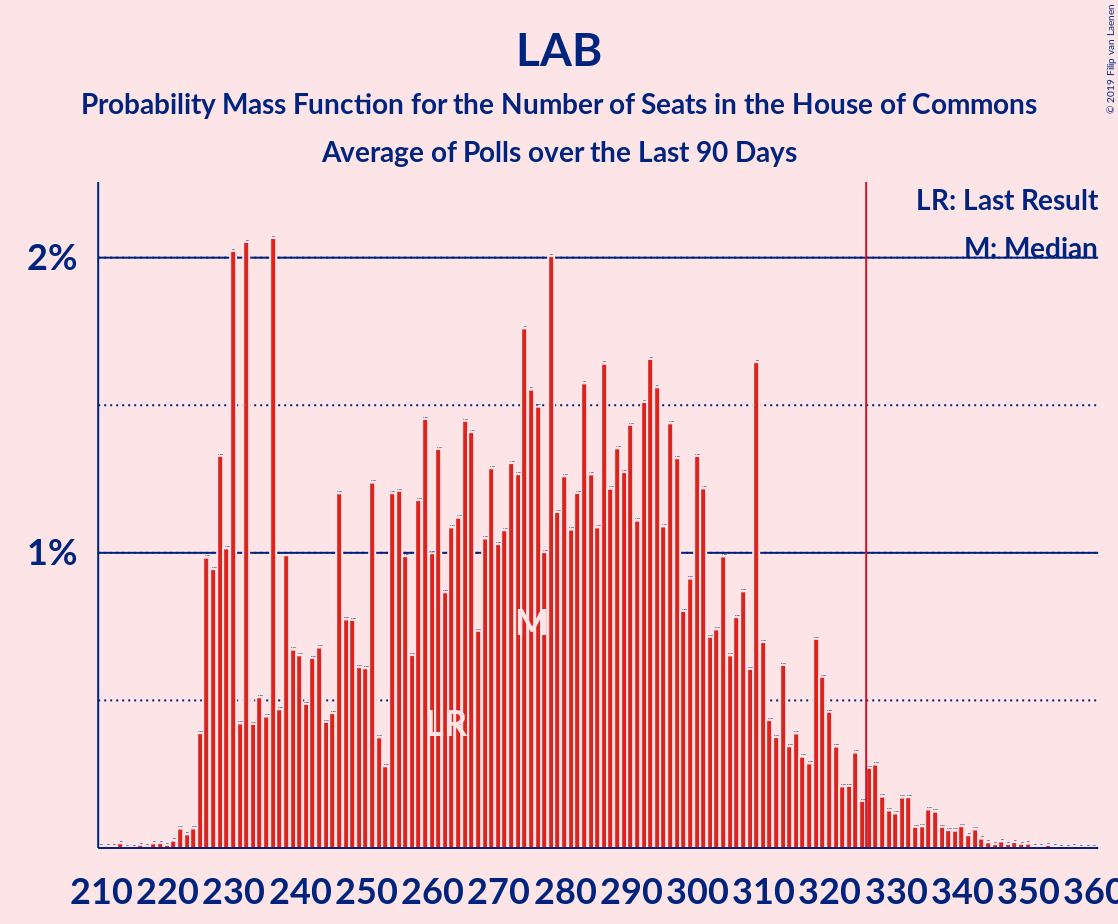 LAB
Probability Mass Function for the Number of Seats in the House of Commons
Average of Polls over the Last 90 Days
© 2019 Filip van Laenen
LR: Last Result
M: Median
2%
1%
M
LR
210 220 230 240 250 260 270 280 290 300 310 320 330 340 350 360